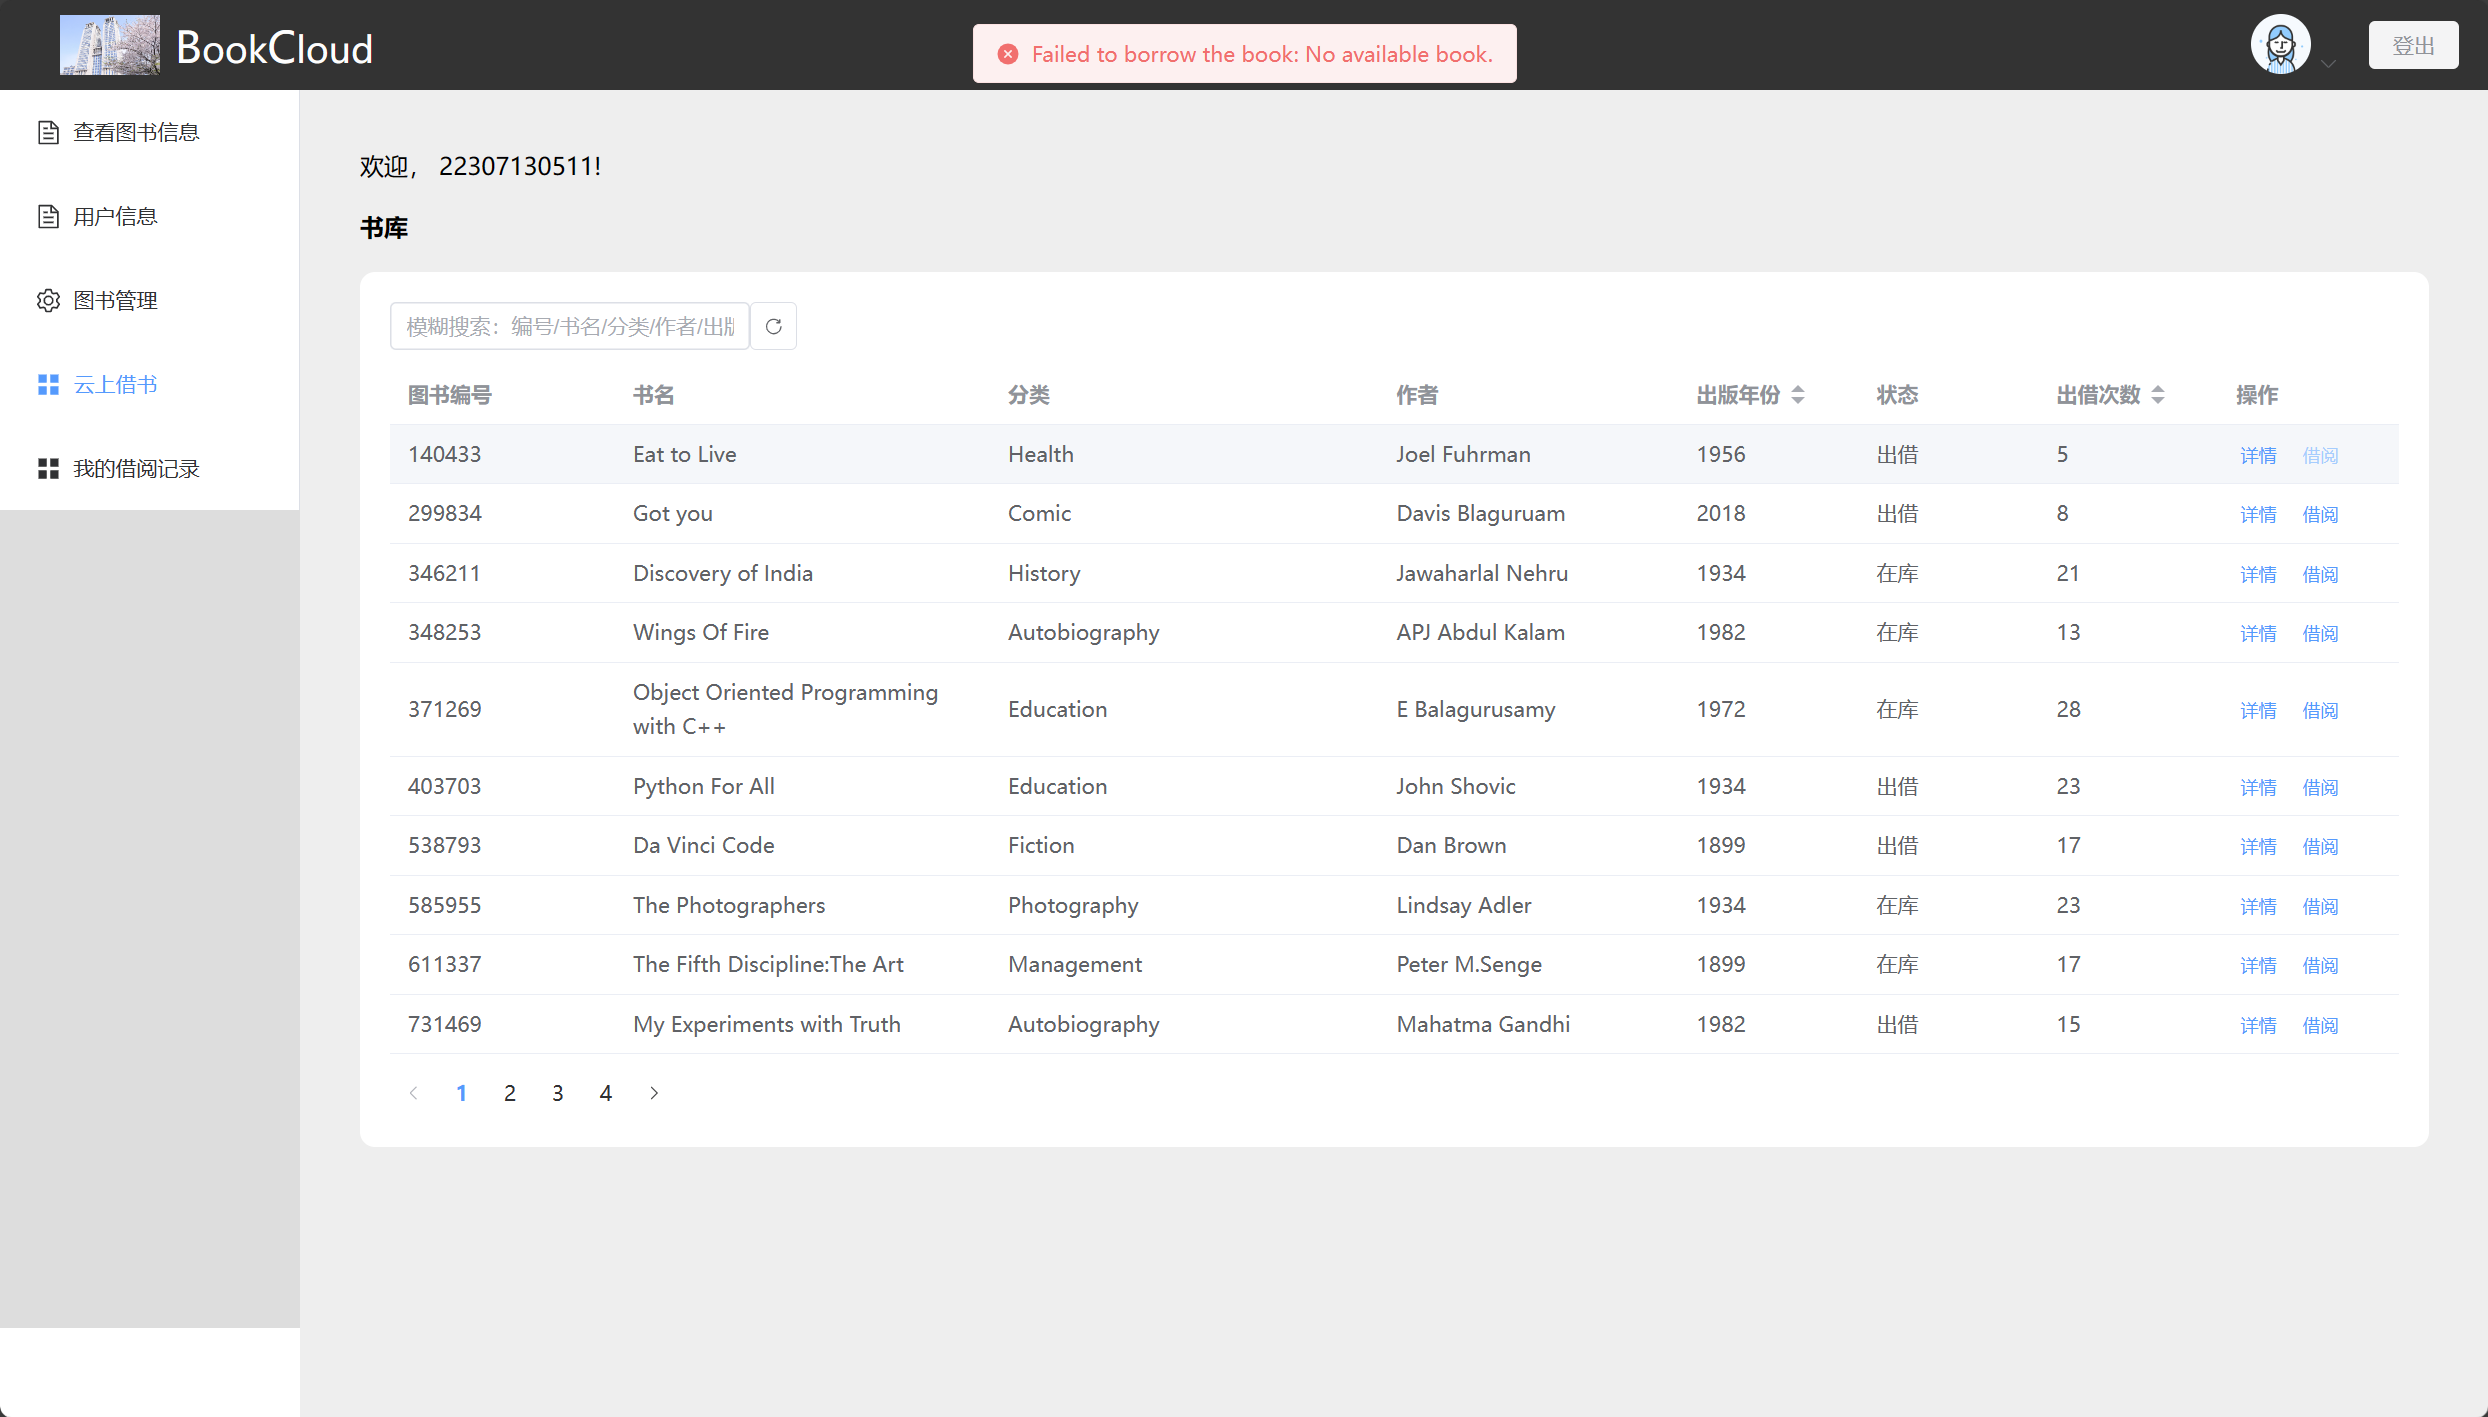 BookCloud
Failed to borrow the book: No available book.
登出
查看图书信息
用户信息
图书管理
云上借书
我的借阅记录
欢迎， 22307130511!
书库
模糊搜索：编号/书名/分类/作者/出
图书编号 书名 分类 作者 出版年份 状态 出借次数 操作
140433 Eat to Live Health Joel Fuhrman 1956 出借 5 详情 借阅
299834 Got you Comic Davis Blaguruam 2018 出借 8 详情 借阅
346211 Discovery of India History Jawaharlal Nehru 1934 在库 21 详情 借阅
348253 Wings Of Fire Autobiography APJ Abdul Kalam 1982 在库 13 详情 借阅
371269 Object Oriented Programming
with C++ Education E Balagurusamy 1972 在库 28 详情 借阅
403703 Python For All Education John Shovic 1934 出借 23 详情 借阅
538793 Da Vinci Code Fiction Dan Brown 1899 出借 17 详情 借阅
585955 The Photographers Photography Lindsay Adler 1934 在库 23 详情 借阅
611337 The Fifth Discipline:The Art Management Peter M.Senge 1899 在库 17 详情 借阅
731469 My Experiments with Truth Autobiography Mahatma Gandhi 1982 出借 15 详情 借阅
1 2 3 4